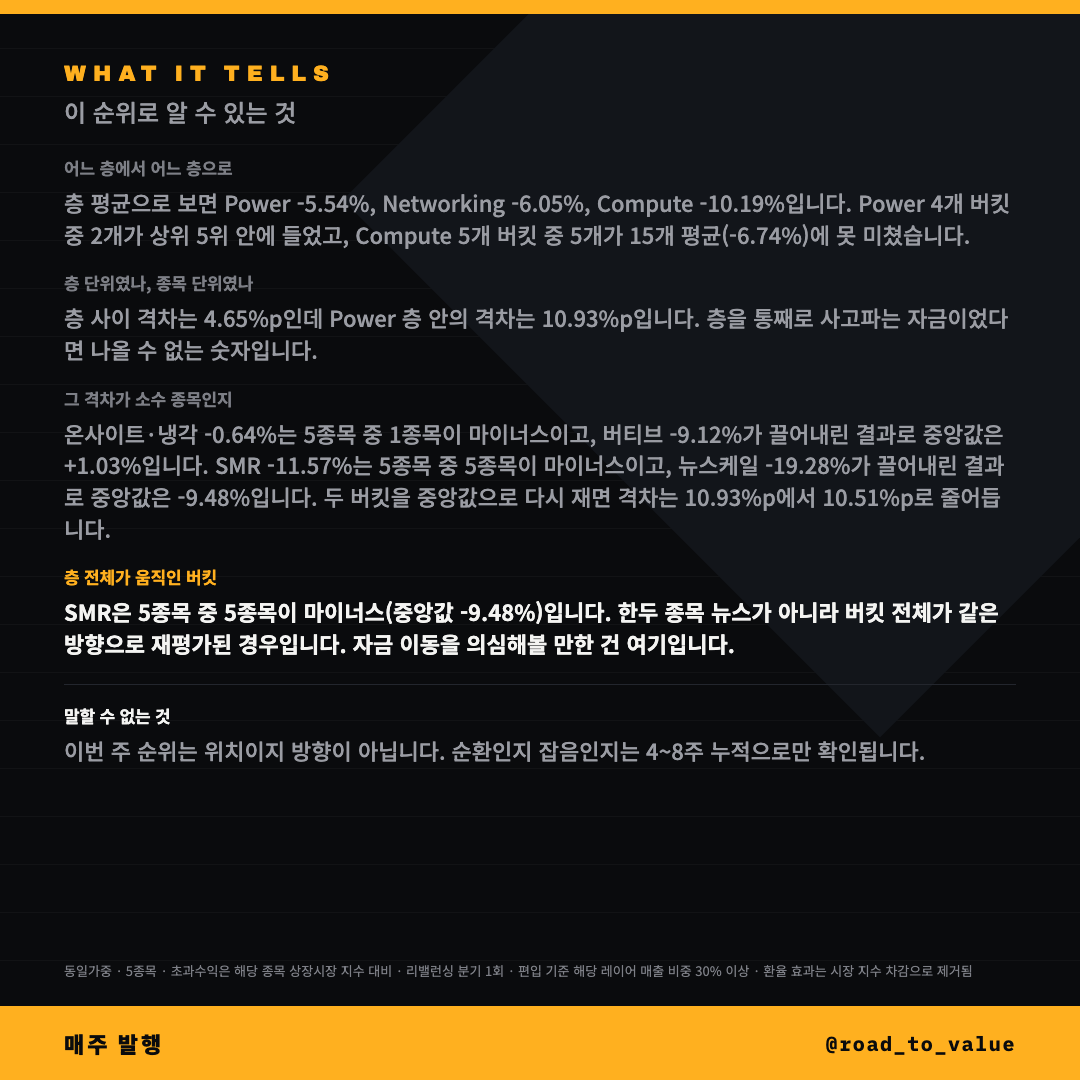 WHAT IT TELLS
이 순위로 알 수 있는 것
어느 층에서 어느 층으로
층 평균으로 보면 Power -5.54%, Networking -6.05%, Compute -10.19%입니다. Power 4개 버킷
중 2개가 상위 5위 안에 들었고, Compute 5개 버킷 중 5개가 15개 평균(-6.74%)에 못 미쳤습니다.
층 단위였나, 종목 단위였나
층 사이 격차는 4.65%p인데 Power 층 안의 격차는 10.93%p입니다. 층을 통째로 사고파는 자금이었다
면 나올 수 없는 숫자입니다.
그 격차가 소수 종목인지
온사이트·냉각 -0.64%는 5종목 중 1종목이 마이너스이고, 버티브 -9.12%가 끌어내린 결과로 중앙값은
+1.03%입니다. SMR -11.57%는 5종목 중 5종목이 마이너스이고, 뉴스케일 -19.28%가 끌어내린 결과
로 중앙값은 -9.48%입니다. 두 버킷을 중앙값으로 다시 재면 격차는 10.93%p에서 10.51%p로 줄어듭
니다.
층 전체가 움직인 버킷
SMR은 5종목 중 5종목이 마이너스(중앙값 -9.48%)입니다. 한두 종목 뉴스가 아니라 버킷 전체가 같은
방향으로 재평가된 경우입니다. 자금 이동을 의심해볼 만한 건 여기입니다.
말할 수 없는 것
이번 주 순위는 위치이지 방향이 아닙니다. 순환인지 잡음인지는 4~8주 누적으로만 확인됩니다.
동일가중 · 5종목 · 초과수익은 해당 종목 상장시장 지수 대비 · 리밸런싱 분기 1회 · 편입 기준 해당 레이어 매출 비중 30% 이상 · 환율 효과는 시장 지수 차감으로 제거됨
매주 발행
@road_to_value